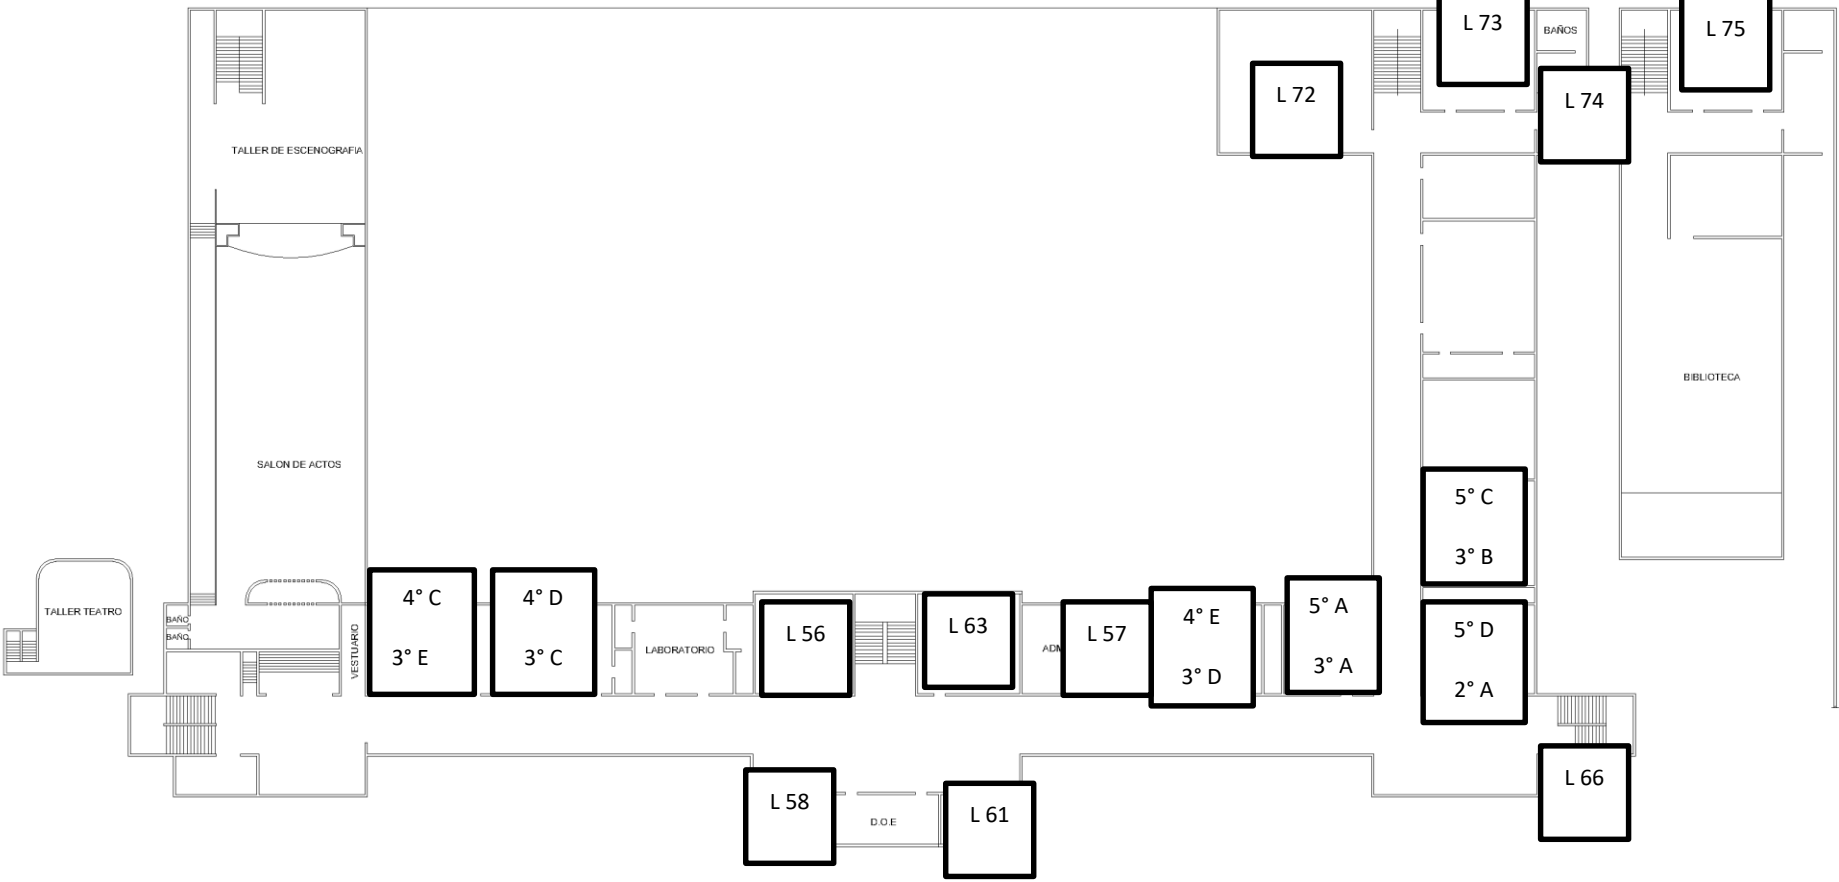 L 73
BAÑOS
L 75
L 72
L 74
TALLER DE ESCENOGRAFIA
BIBLIOTECA
SALON DE ACTOS
5° C
3° B
TALLER TEATRO
BAÑO
BAÑO
VESTUARIO
4° C
3° E
4° D
3° C
LABORATORIO
L 56
L 63
ADM
L 57
4° E
3° D
5° A
3° A
5° D
2° A
L 58
D.O.E
L 61
L 66